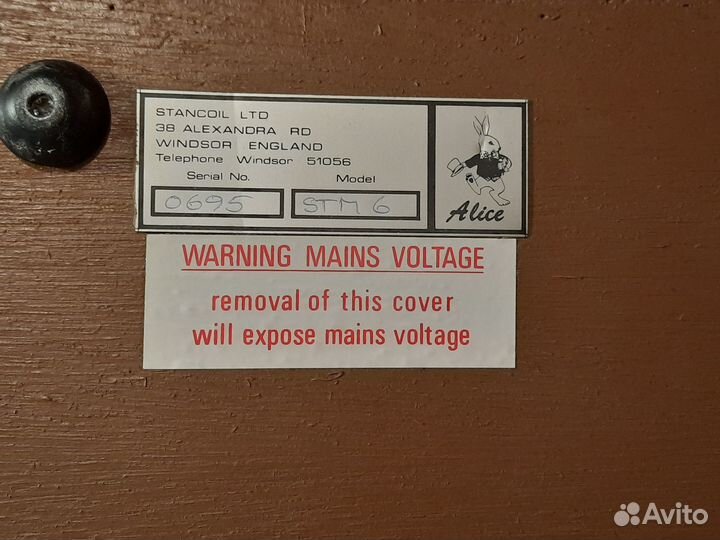 STANCOIL LTD
38 ALEXANDRA RD
WINDSOR ENGLAND
Telephone Windsor 51056
Serial No. Model
0695 STM 6
Alice
WARNING MAINS VOLTAGE
removal of this cover
will expose mains voltage
Avito